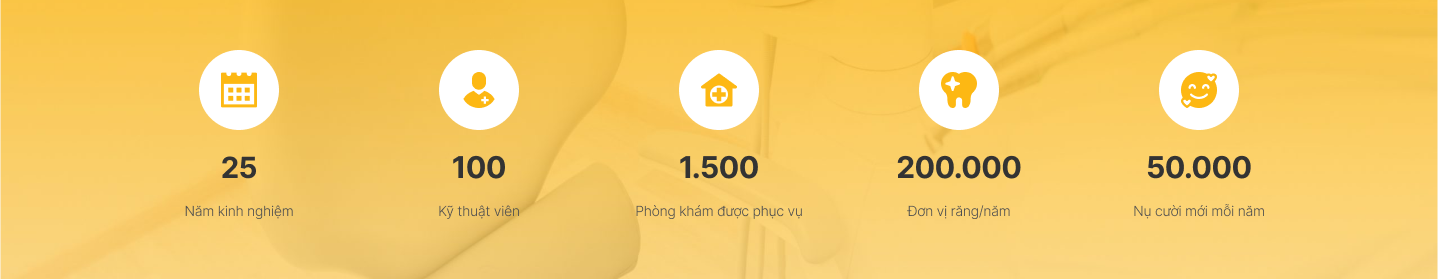 25
100
1.500
200.000
50.000
Năm kinh nghiệm
Kỹ thuật viên
Phòng khám được phục vụ
Đơn vị răng/năm
Nụ cười mới mỗi năm